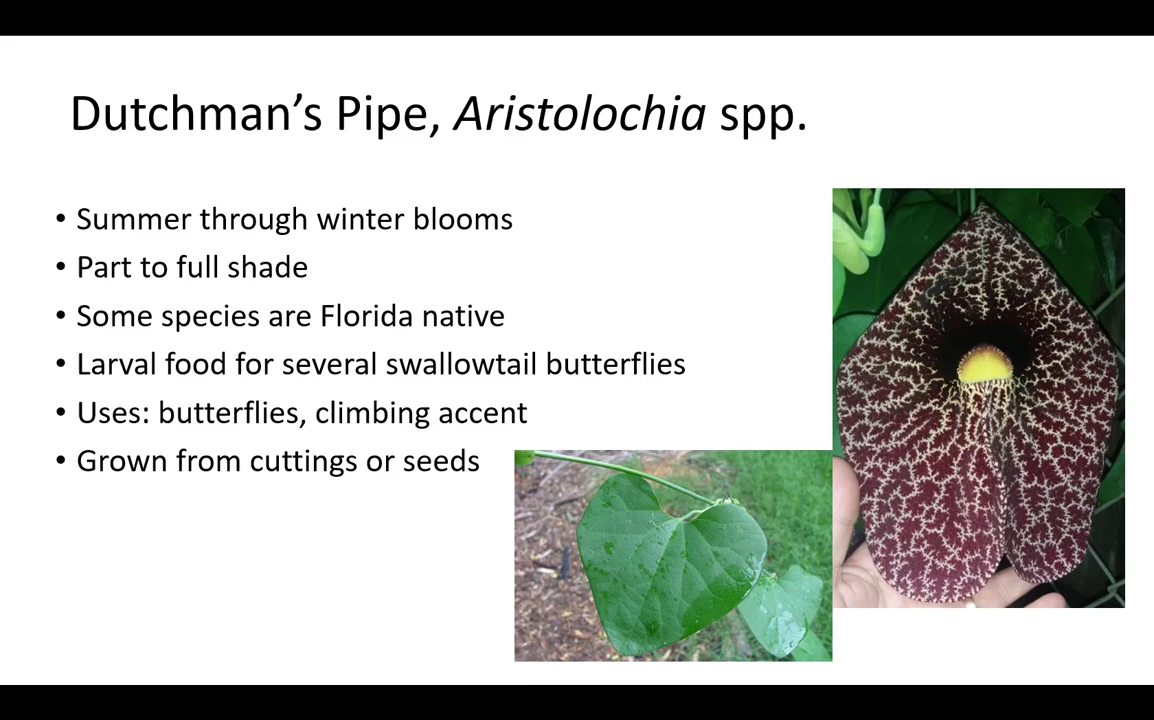 Dutchman’s Pipe, Aristolochia spp.
• Summer through winter blooms
• Part to full shade
• Some species are Florida native
• Larval food for several swallowtail butterflies
• Uses: butterflies, climbing accent
• Grown from cuttings or seeds